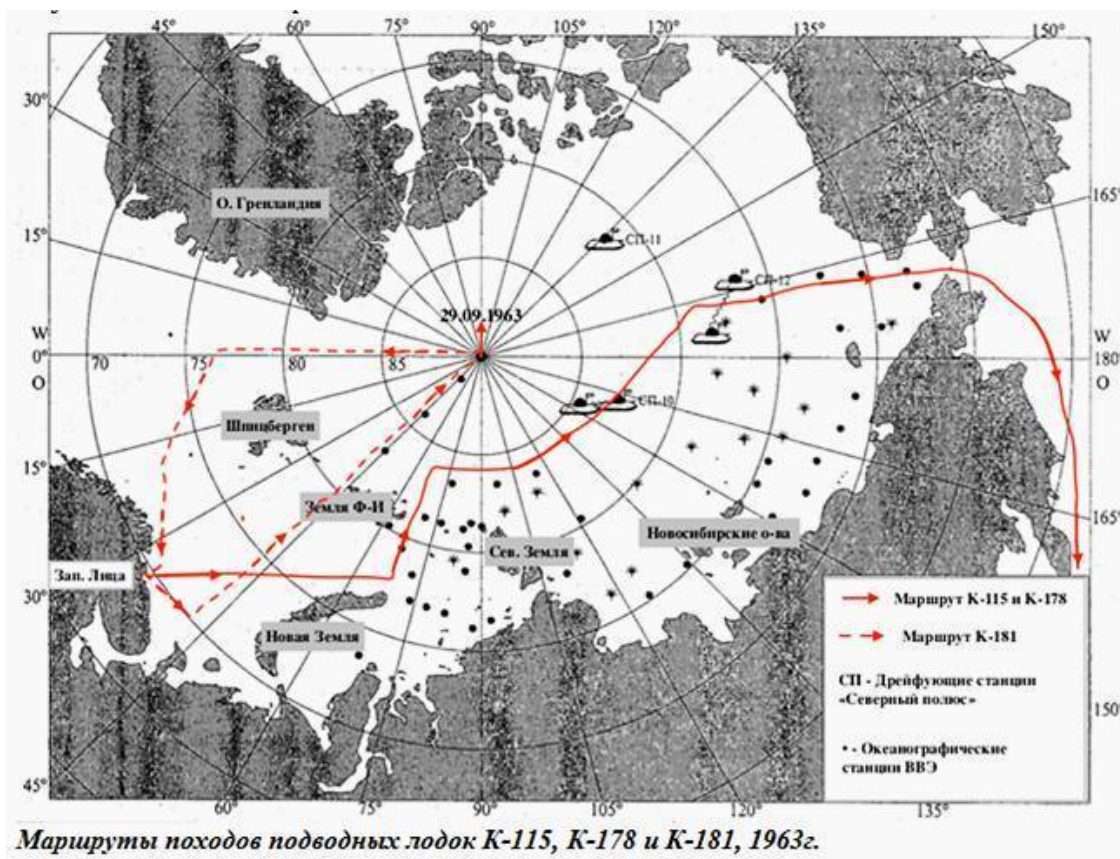 45° 60° 75° 90° 105° 120° 150°
30°
165°
О. Гренландия
15°
СП-11
СП-12
29.09.1963
W
0°
O
70 80 85
W
180°
O
СП-10
Шпицберген
15°
Земля Ф-И
165°
Сев. Земля
Новосибирские о-ва
Зап. Лица
30°
Новая Земля
Маршрут К-115 и К-178
Маршрут К-181
СП - Дрейфующие станции
«Северный полюс»
150°
• - Океанографические
станции ВВЭ
45°
60° 75° 90° 105° 120° 135°
Маршруты походов подводных лодок К-115, К-178 и К-181, 1963г.